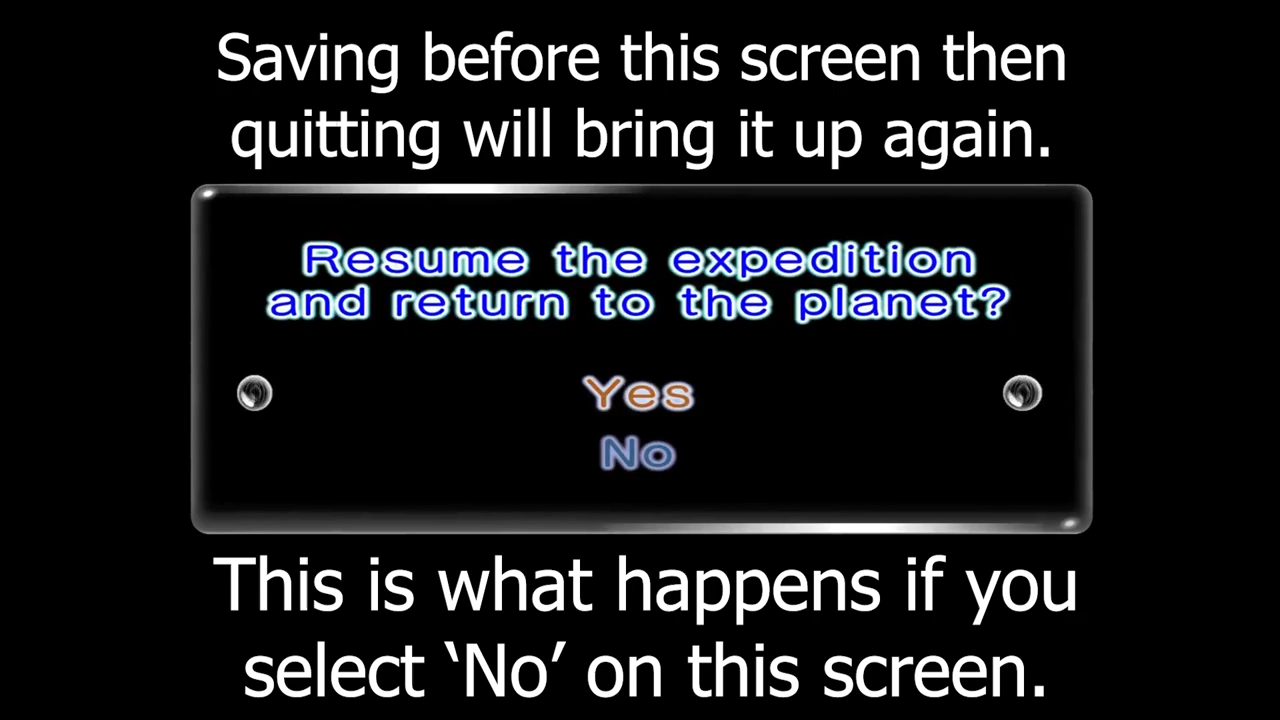 Saving before this screen then
quitting will bring it up again.
Resume the expedition
and return to the planet?
Yes
No
This is what happens if you
select ‘No’ on this screen.